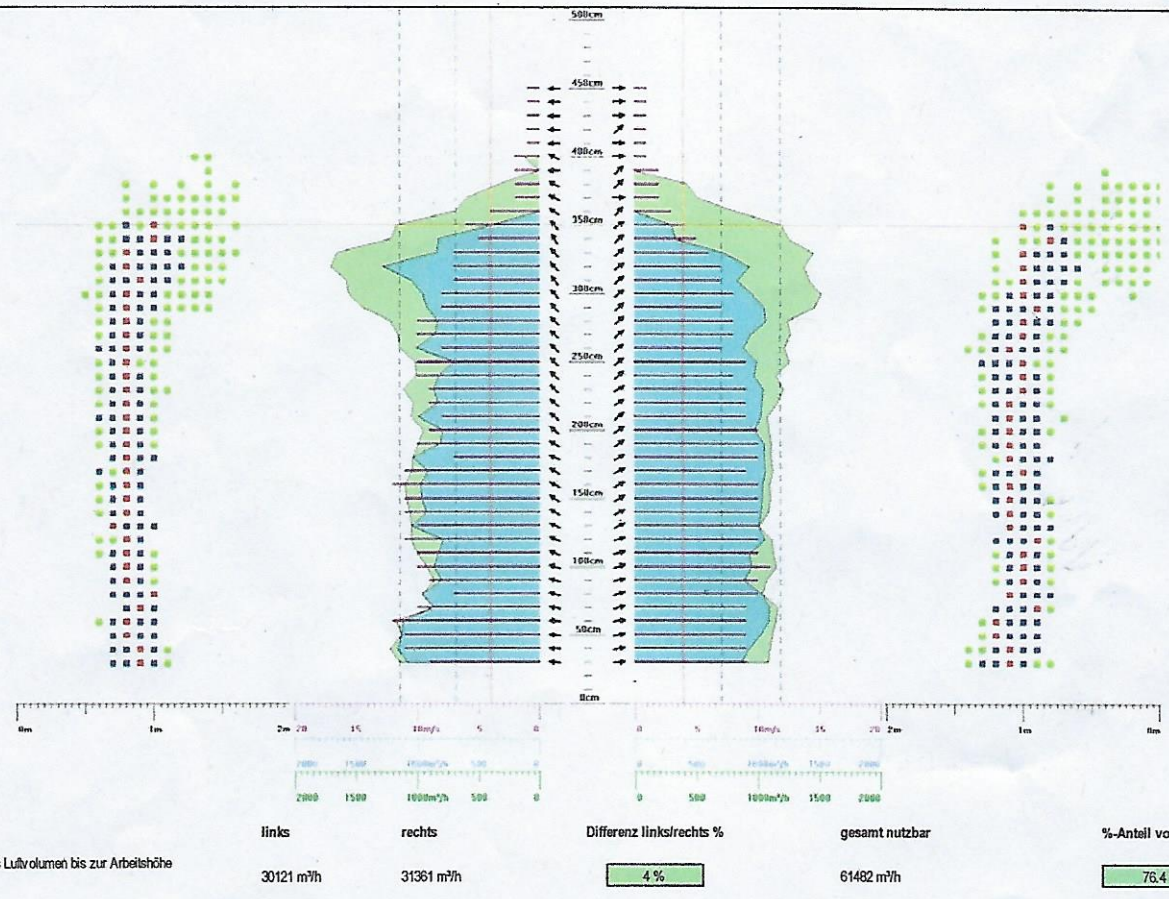 500cm
450cm
400cm
350cm
300cm
250cm
200cm
150cm
100cm
50cm
0cm
0m 1m 2m 20 15 10m/s 5 0 0 5 10m/s 15 20 2m 1m 0m
2000 1500 1000m³/h 500 0 0 500 1000m³/h 1500 2000
2000 1500 1000m³/h 500 0 0 500 1000m³/h 1500 2000
links rechts Differenz links/rechts % gesamt nutzbar %-Anteil vo
s Luftvolumen bis zur Arbeitshöhe
30121 m³/h 31361 m³/h 4 % 61482 m³/h 76.4